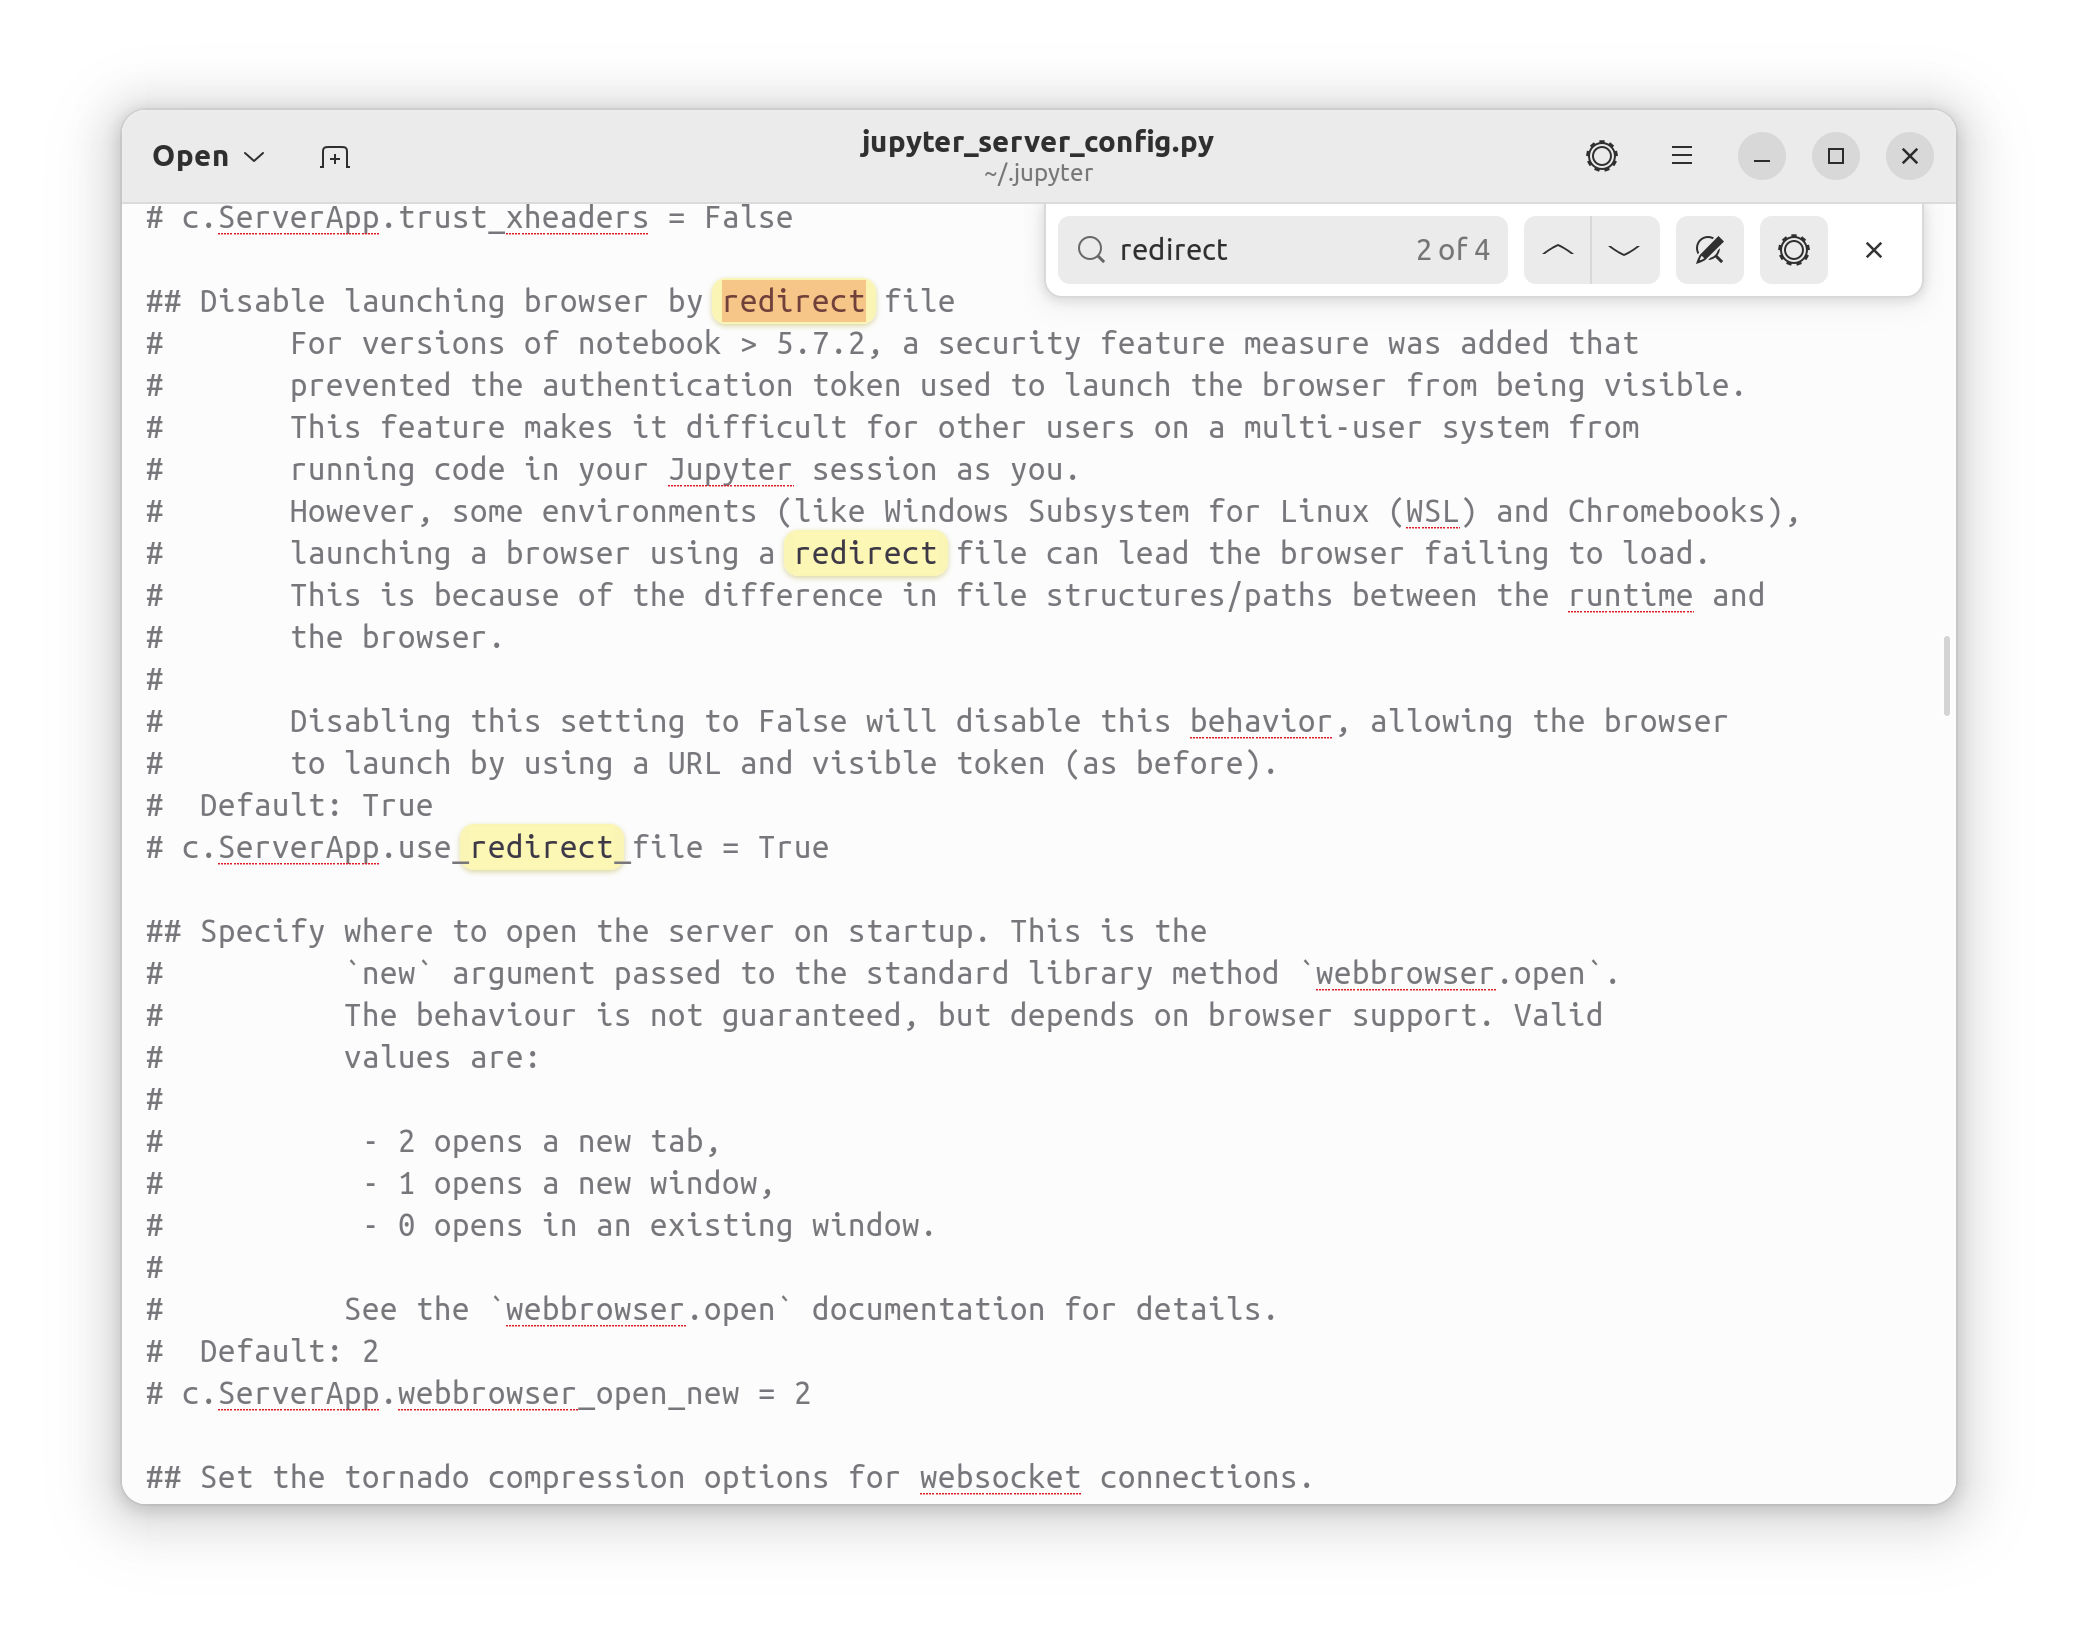 Open
jupyter_server_config.py
~/.jupyter
redirect 2 of 4
# c.ServerApp.trust_xheaders = False
## Disable launching browser by redirect file
#       For versions of notebook > 5.7.2, a security feature measure was added that
#       prevented the authentication token used to launch the browser from being visible.
#       This feature makes it difficult for other users on a multi-user system from
#       running code in your Jupyter session as you.
#       However, some environments (like Windows Subsystem for Linux (WSL) and Chromebooks),
#       launching a browser using a redirect file can lead the browser failing to load.
#       This is because of the difference in file structures/paths between the runtime and
#       the browser.
#
#       Disabling this setting to False will disable this behavior, allowing the browser
#       to launch by using a URL and visible token (as before).
#  Default: True
# c.ServerApp.use_redirect_file = True
## Specify where to open the server on startup. This is the
#          `new` argument passed to the standard library method `webbrowser.open`.
#          The behaviour is not guaranteed, but depends on browser support. Valid
#          values are:
#
#           - 2 opens a new tab,
#           - 1 opens a new window,
#           - 0 opens in an existing window.
#
#          See the `webbrowser.open` documentation for details.
#  Default: 2
# c.ServerApp.webbrowser_open_new = 2
## Set the tornado compression options for websocket connections.